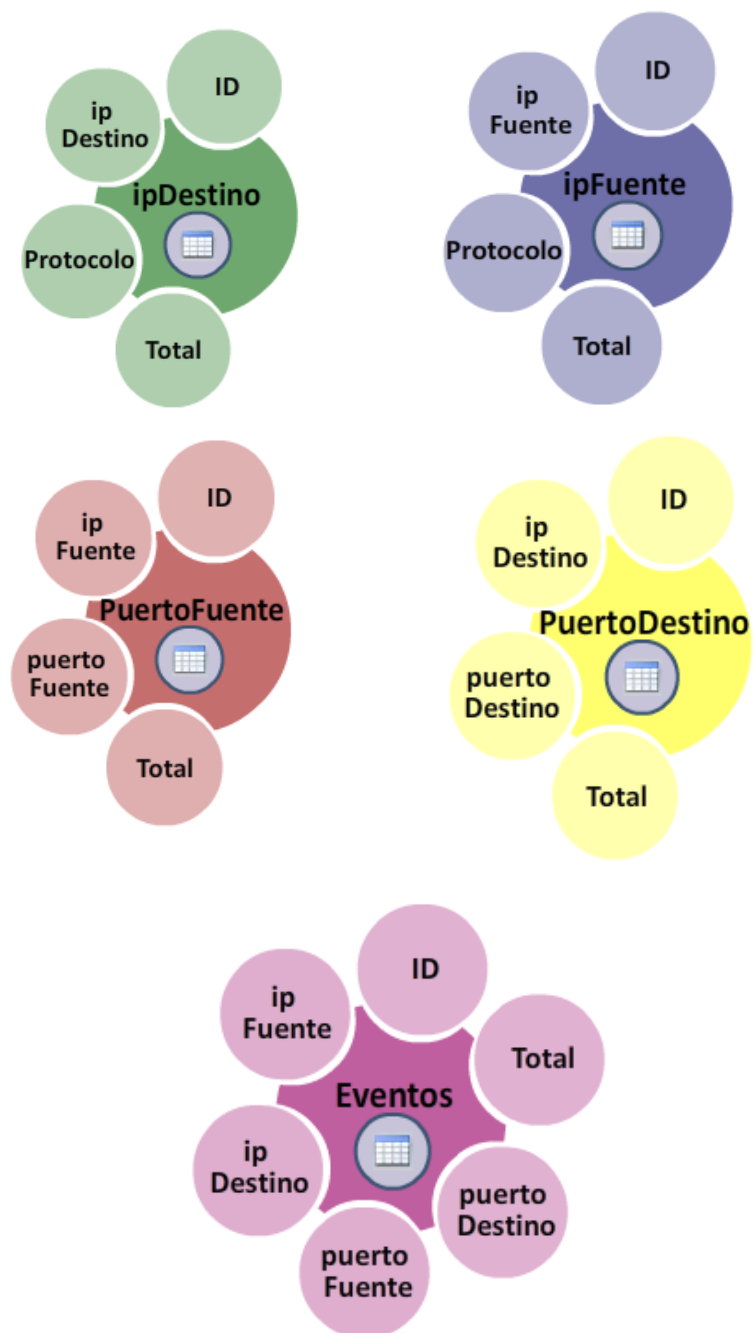 ID
ip
Destino
ipDestino
Protocolo
Total
ID
ip
Fuente
ipFuente
Protocolo
Total
ID
ip
Fuente
PuertoFuente
puerto
Fuente
Total
ID
ip
Destino
PuertoDestino
puerto
Destino
Total
ID
ip
Fuente
Total
Eventos
ip
Destino
puerto
Destino
puerto
Fuente